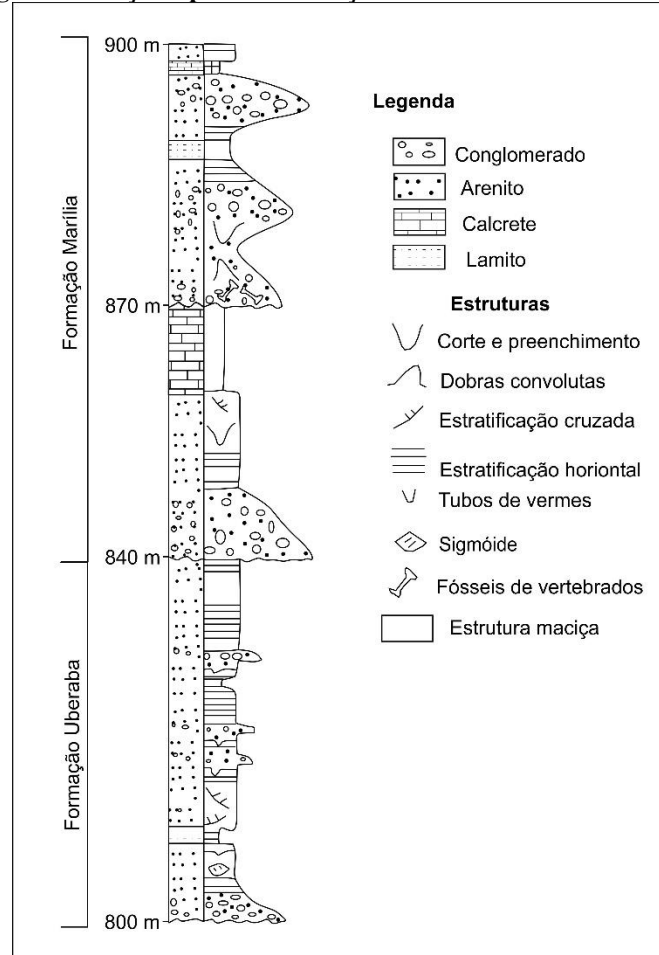 900 m
870 m
840 m
800 m
Formação Marília
Formação Uberaba
Legenda
Conglomerado
Arenito
Calcrete
Lamito
Estruturas
Corte e preenchimento
Dobras convolutas
Estratificação cruzada
Estratificação horiontal
Tubos de vermes
Sigmóide
Fósseis de vertebrados
Estrutura maciça